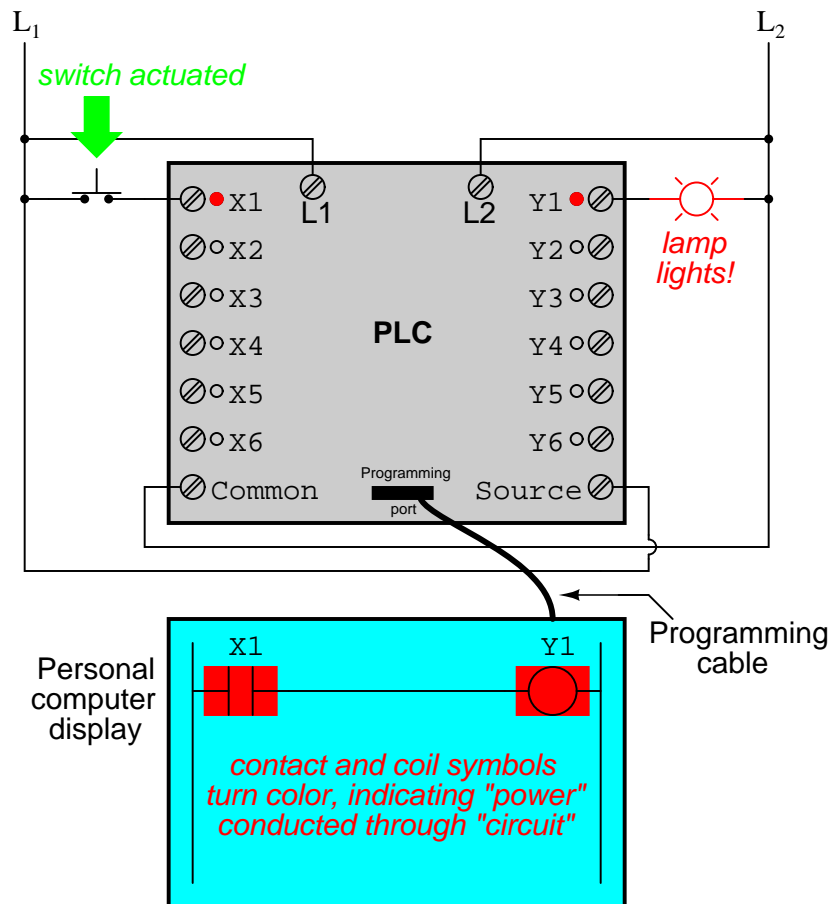 L1 L2
switch actuated
X1 L1 L2 Y1
X2 Y2
lamp
lights!
X3 Y3
PLC
X4 Y4
X5 Y5
X6 Y6
Programming
port
Common Source
Programming
cable
X1 Y1
Personal
computer
display
contact and coil symbols
turn color, indicating "power"
conducted through "circuit"